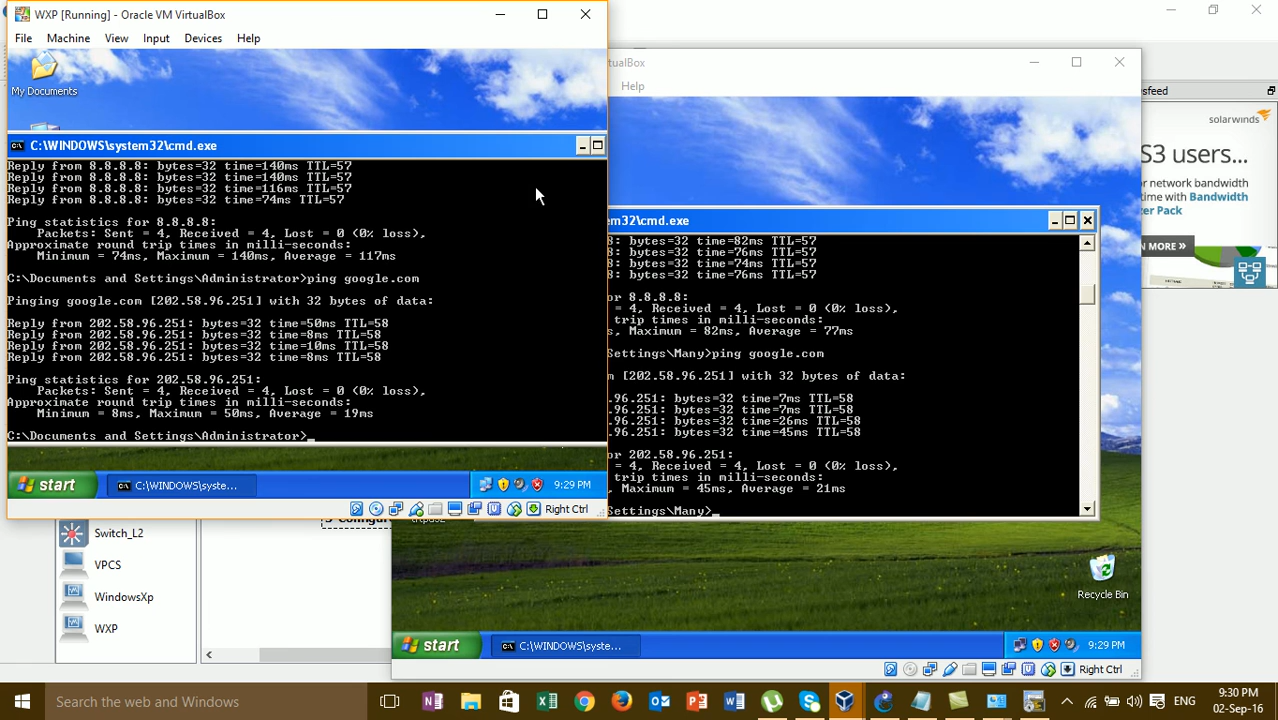 WXP [Running] - Oracle VM VirtualBox
File Machine View Input Devices Help
My Documents
C:\WINDOWS\system32\cmd.exe
Reply from 8.8.8.8: bytes=32 time=140ms TTL=57
Reply from 8.8.8.8: bytes=32 time=140ms TTL=57
Reply from 8.8.8.8: bytes=32 time=116ms TTL=57
Reply from 8.8.8.8: bytes=32 time=74ms TTL=57
Ping statistics for 8.8.8.8:
Packets: Sent = 4, Received = 4, Lost = 0 (0% loss),
Approximate round trip times in milli-seconds:
Minimum = 74ms, Maximum = 140ms, Average = 117ms
C:\Documents and Settings\Administrator>ping google.com
Pinging google.com [202.58.96.251] with 32 bytes of data:
Reply from 202.58.96.251: bytes=32 time=50ms TTL=58
Reply from 202.58.96.251: bytes=32 time=8ms TTL=58
Reply from 202.58.96.251: bytes=32 time=10ms TTL=58
Reply from 202.58.96.251: bytes=32 time=8ms TTL=58
Ping statistics for 202.58.96.251:
Packets: Sent = 4, Received = 4, Lost = 0 (0% loss),
Approximate round trip times in milli-seconds:
Minimum = 8ms, Maximum = 50ms, Average = 19ms
C:\Documents and Settings\Administrator>_
start C:\WINDOWS\syste... 9:29 PM
Right Ctrl
tualBox
Help
em32\cmd.exe
8: bytes=32 time=82ms TTL=57
8: bytes=32 time=76ms TTL=57
8: bytes=32 time=74ms TTL=57
8: bytes=32 time=76ms TTL=57
or 8.8.8.8:
= 4, Received = 4, Lost = 0 (0% loss),
trip times in milli-seconds:
s, Maximum = 82ms, Average = 77ms
Settings\Many>ping google.com
m [202.58.96.251] with 32 bytes of data:
.96.251: bytes=32 time=7ms TTL=58
.96.251: bytes=32 time=7ms TTL=58
.96.251: bytes=32 time=26ms TTL=58
.96.251: bytes=32 time=45ms TTL=58
or 202.58.96.251:
= 4, Received = 4, Lost = 0 (0% loss),
trip times in milli-seconds:
, Maximum = 45ms, Average = 21ms
Settings\Many>_
Recycle Bin
start C:\WINDOWS\syste... 9:29 PM
Right Ctrl
sfeed
solarwinds
S3 users...
or network bandwidth
time with Bandwidth
zer Pack
N MORE »
Switch_L2
VPCS
WindowsXp
WXP
Search the web and Windows
ENG
9:30 PM
02-Sep-16